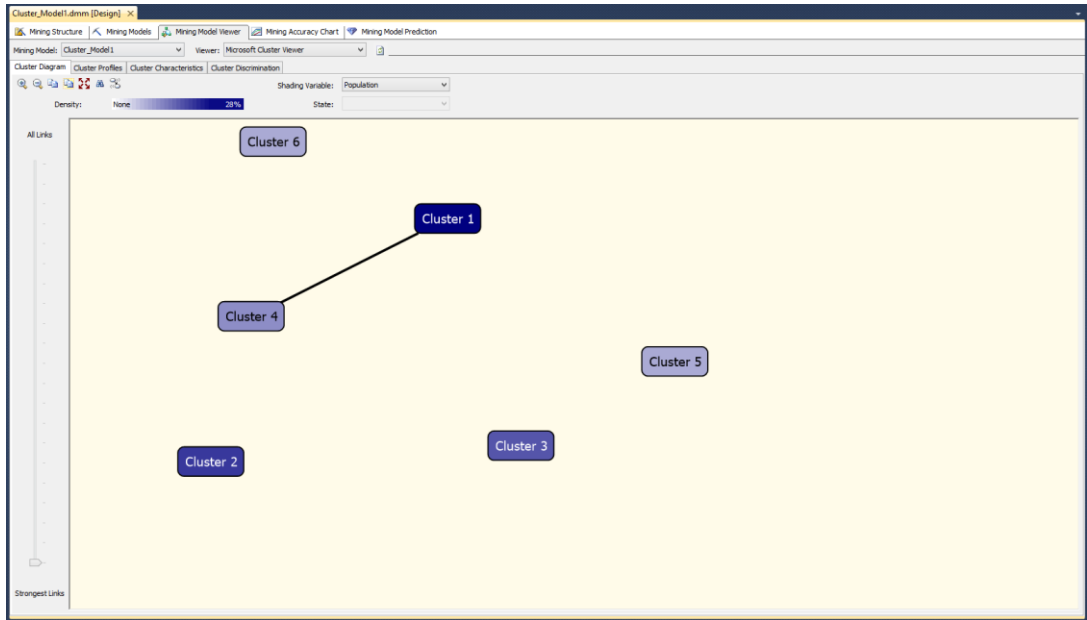 Cluster_Model1.dmm [Design]
Mining Structure Mining Models Mining Model Viewer Mining Accuracy Chart Mining Model Prediction
Mining Model: Cluster_Model1 Viewer: Microsoft Cluster Viewer
Cluster Diagram Cluster Profiles Cluster Characteristics Cluster Discrimination
Shading Variable: Population
Density: None 28% State:
All Links
Cluster 6
Cluster 1
Cluster 4
Cluster 5
Cluster 3
Cluster 2
Strongest Links